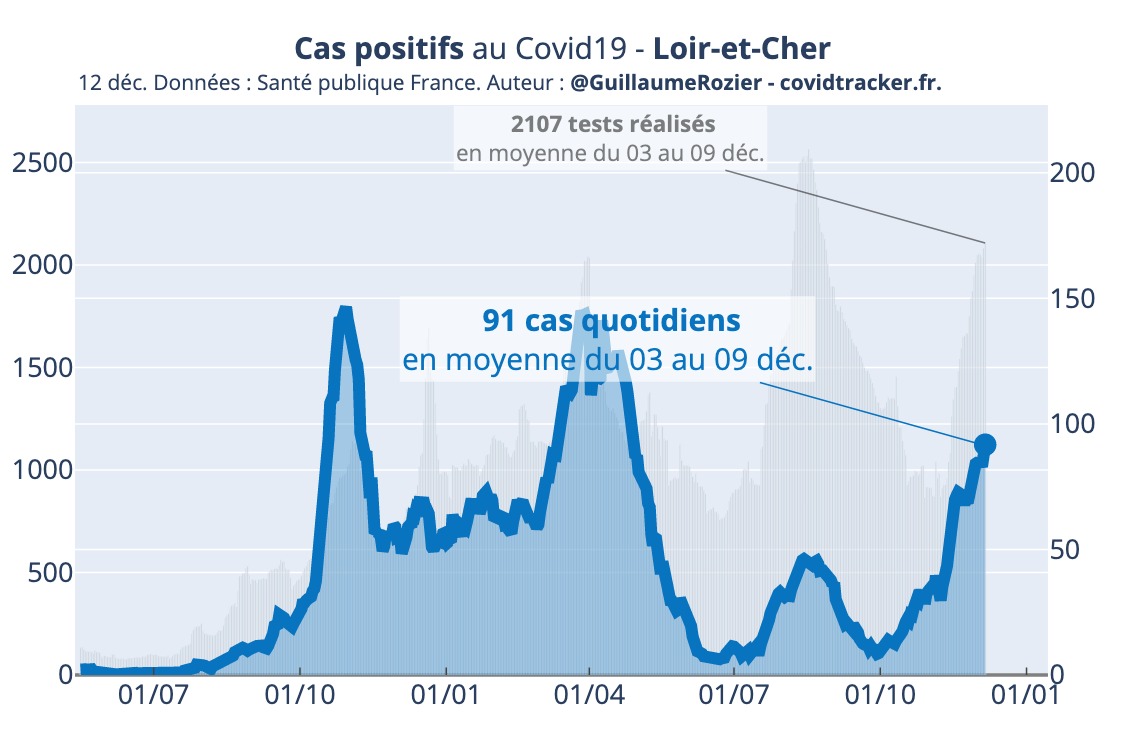 Cas positifs au Covid19 - Loir-et-Cher
12 déc. Données : Santé publique France. Auteur : @GuillaumeRozier - covidtracker.fr.
2107 tests réalisés
en moyenne du 03 au 09 déc.
91 cas quotidiens
en moyenne du 03 au 09 déc.
2500
2000
1500
1000
500
0
200
150
100
50
0
01/07 01/10 01/01 01/04 01/07 01/10 01/01